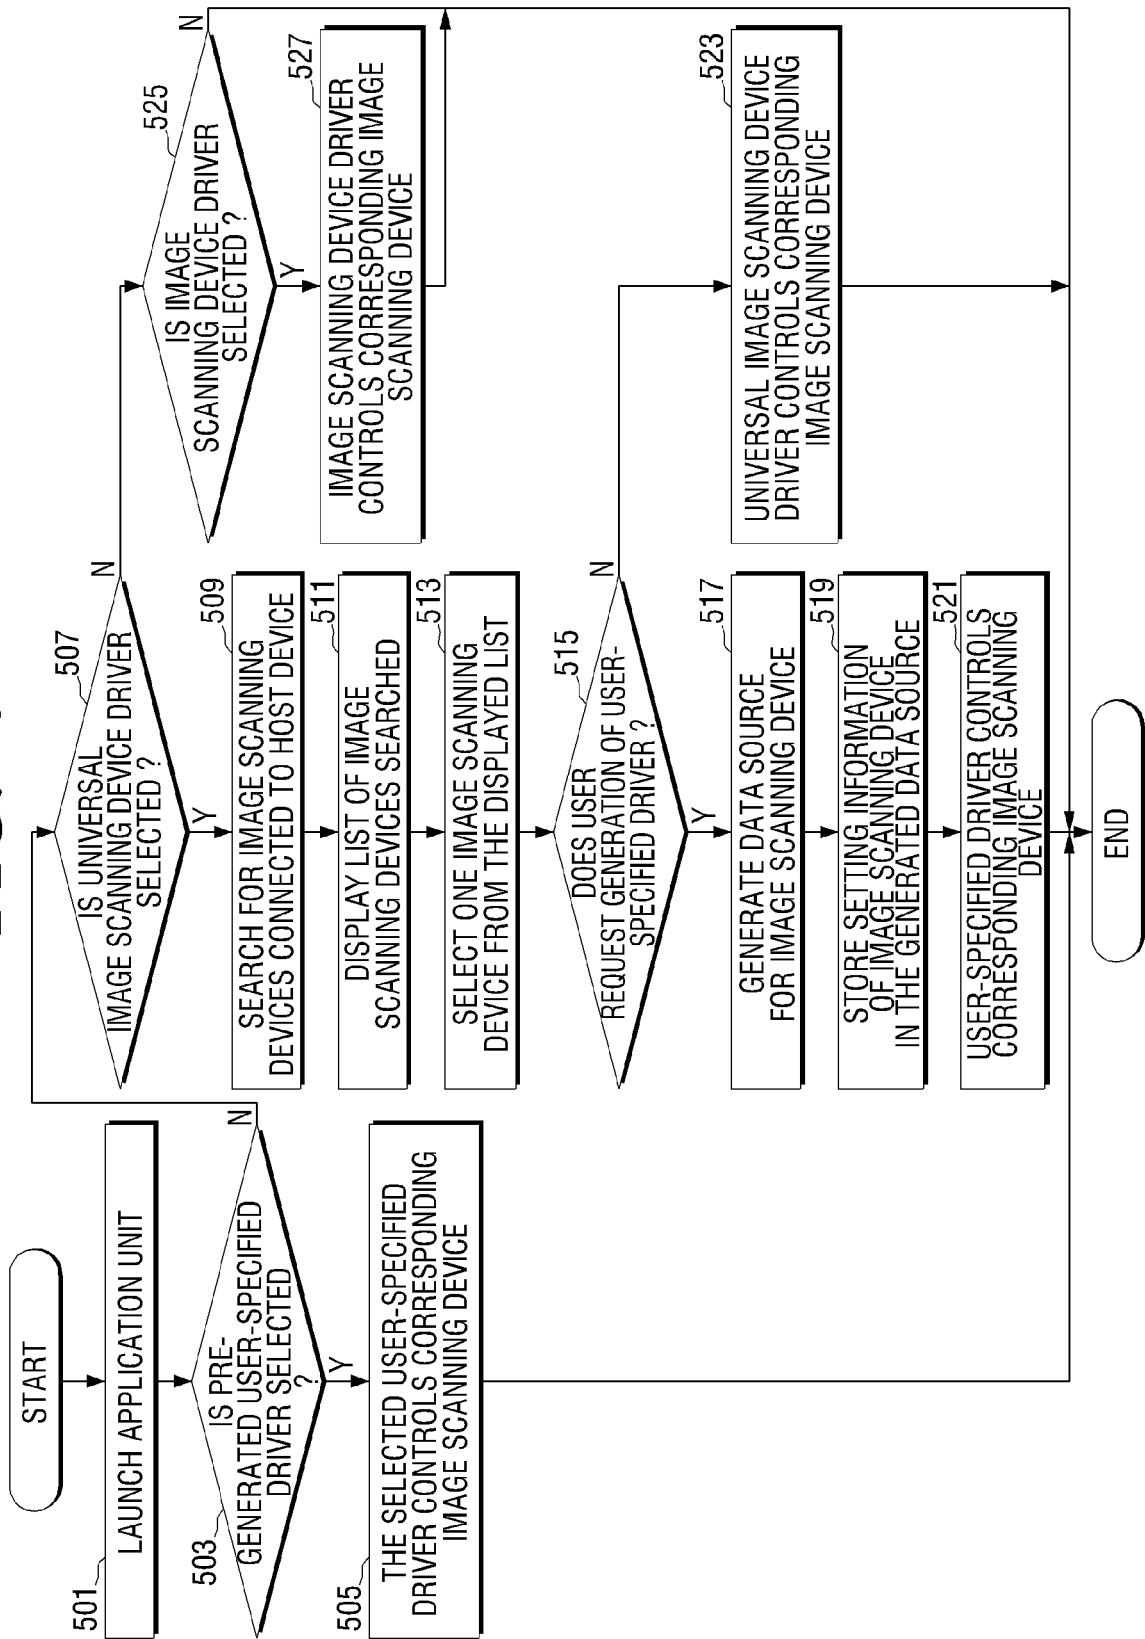 START
501
LAUNCH APPLICATION UNIT
503
IS PRE-
GENERATED USER-SPECIFIED
DRIVER SELECTED
?
N
Y
505
THE SELECTED USER-SPECIFIED
DRIVER CONTROLS CORRESPONDING
IMAGE SCANNING DEVICE
507
IS UNIVERSAL
IMAGE SCANNING DEVICE DRIVER
SELECTED ?
N
Y
509
SEARCH FOR IMAGE SCANNING
DEVICES CONNECTED TO HOST DEVICE
511
DISPLAY LIST OF IMAGE
SCANNING DEVICES SEARCHED
513
SELECT ONE IMAGE SCANNING
DEVICE FROM THE DISPLAYED LIST
515
DOES USER
REQUEST GENERATION OF USER-
SPECIFIED DRIVER ?
N
Y
517
GENERATE DATA SOURCE
FOR IMAGE SCANNING DEVICE
519
STORE SETTING INFORMATION
OF IMAGE SCANNING DEVICE
IN THE GENERATED DATA SOURCE
521
USER-SPECIFIED DRIVER CONTROLS
CORRESPONDING IMAGE SCANNING
DEVICE
END
525
IS IMAGE
SCANNING DEVICE DRIVER
SELECTED ?
N
Y
527
IMAGE SCANNING DEVICE DRIVER
CONTROLS CORRESPONDING IMAGE
SCANNING DEVICE
523
UNIVERSAL IMAGE SCANNING DEVICE
DRIVER CONTROLS CORRESPONDING
IMAGE SCANNING DEVICE